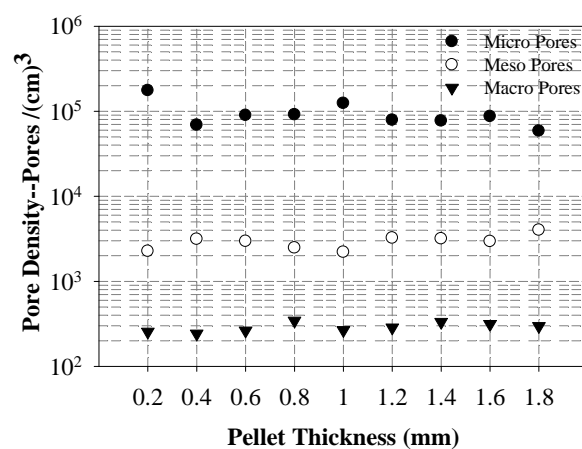 10^6
10^5
10^4
10^3
10^2
Pore Density--Pores /(cm)^3
Micro Pores
Meso Pores
Macro Pores
0.2 0.4 0.6 0.8 1 1.2 1.4 1.6 1.8
Pellet Thickness (mm)